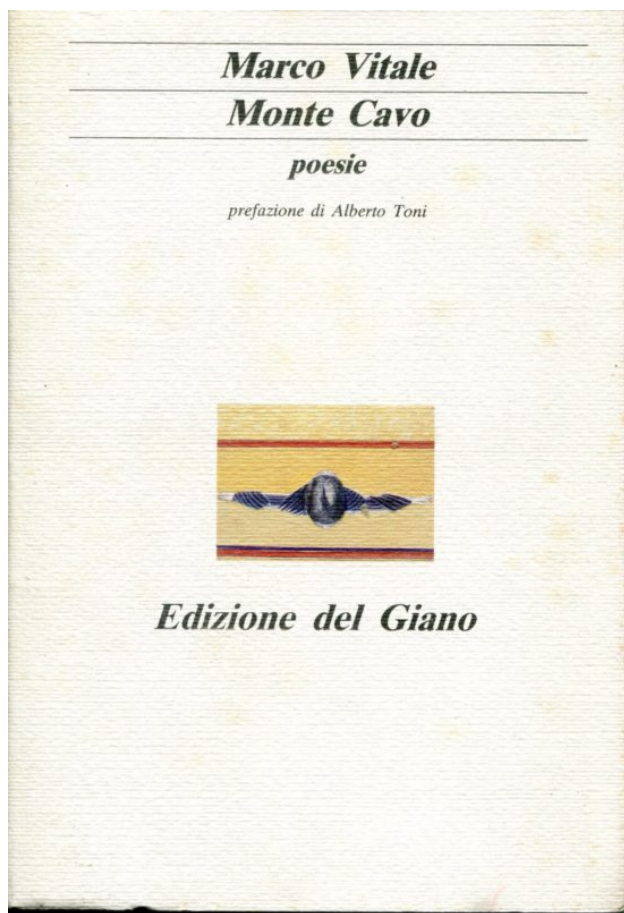 Marco Vitale
Monte Cavo
poesie
prefazione di Alberto Toni
Edizione del Giano